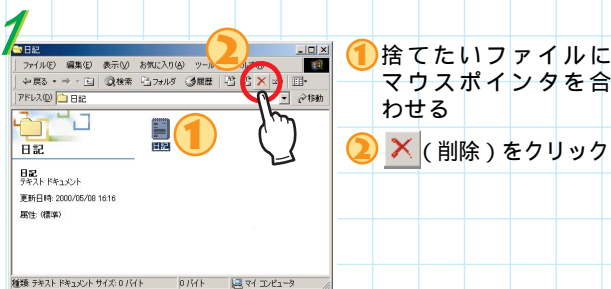 1
日記
ファイル(F) 編集(E) 表示(V) お気に入り(A) ツール
2
戻る 検索 フォルダ 履歴
アドレス(D) 日記 移動
日記
1
日記
日記
テキスト ドキュメント
更新日時: 2000/05/08 16:16
属性: (標準)
種類: テキスト ドキュメント サイズ: 0 バイト 0 バイト マイ コンピュータ
1 捨てたいファイルに
マウスポインタを合
わせる
2 (削除)をクリック